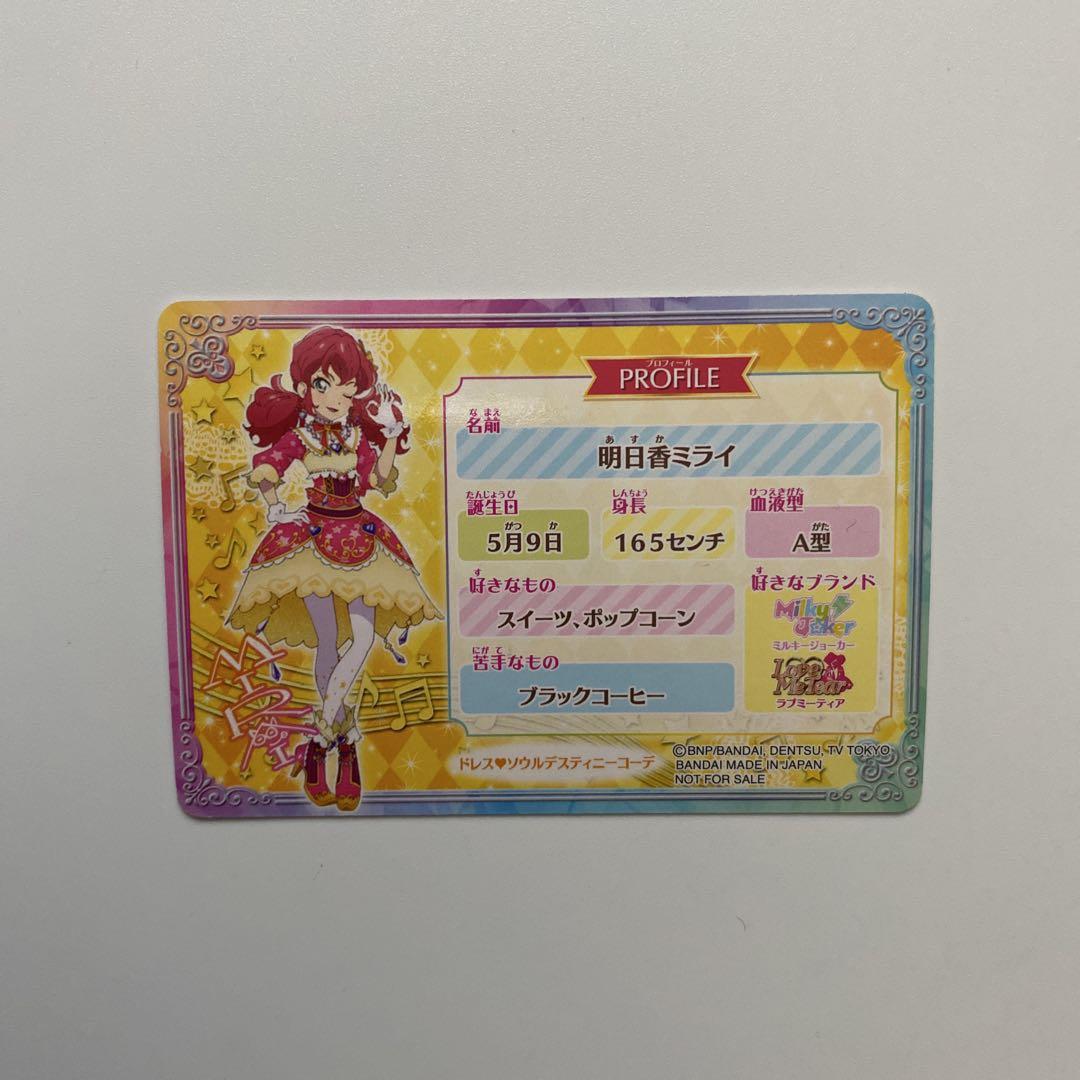 プロフィール
PROFILE
なまえ
名前
あすか
明日香ミライ
たんじょうび
誕生日
がつ か
5月9日
しんちょう
身長
165センチ
けつえきがた
血液型
がた
A型
す
好きなもの
スイーツ、ポップコーン
にがて
苦手なもの
ブラックコーヒー
す
好きなブランド
Milky Joker
ミルキージョーカー
Love MeTear
ラブミーティア
ミライ
ドレス♥ソウルデスティニーコーデ
©BNP/BANDAI, DENTSU, TV TOKYO
BANDAI MADE IN JAPAN
NOT FOR SALE